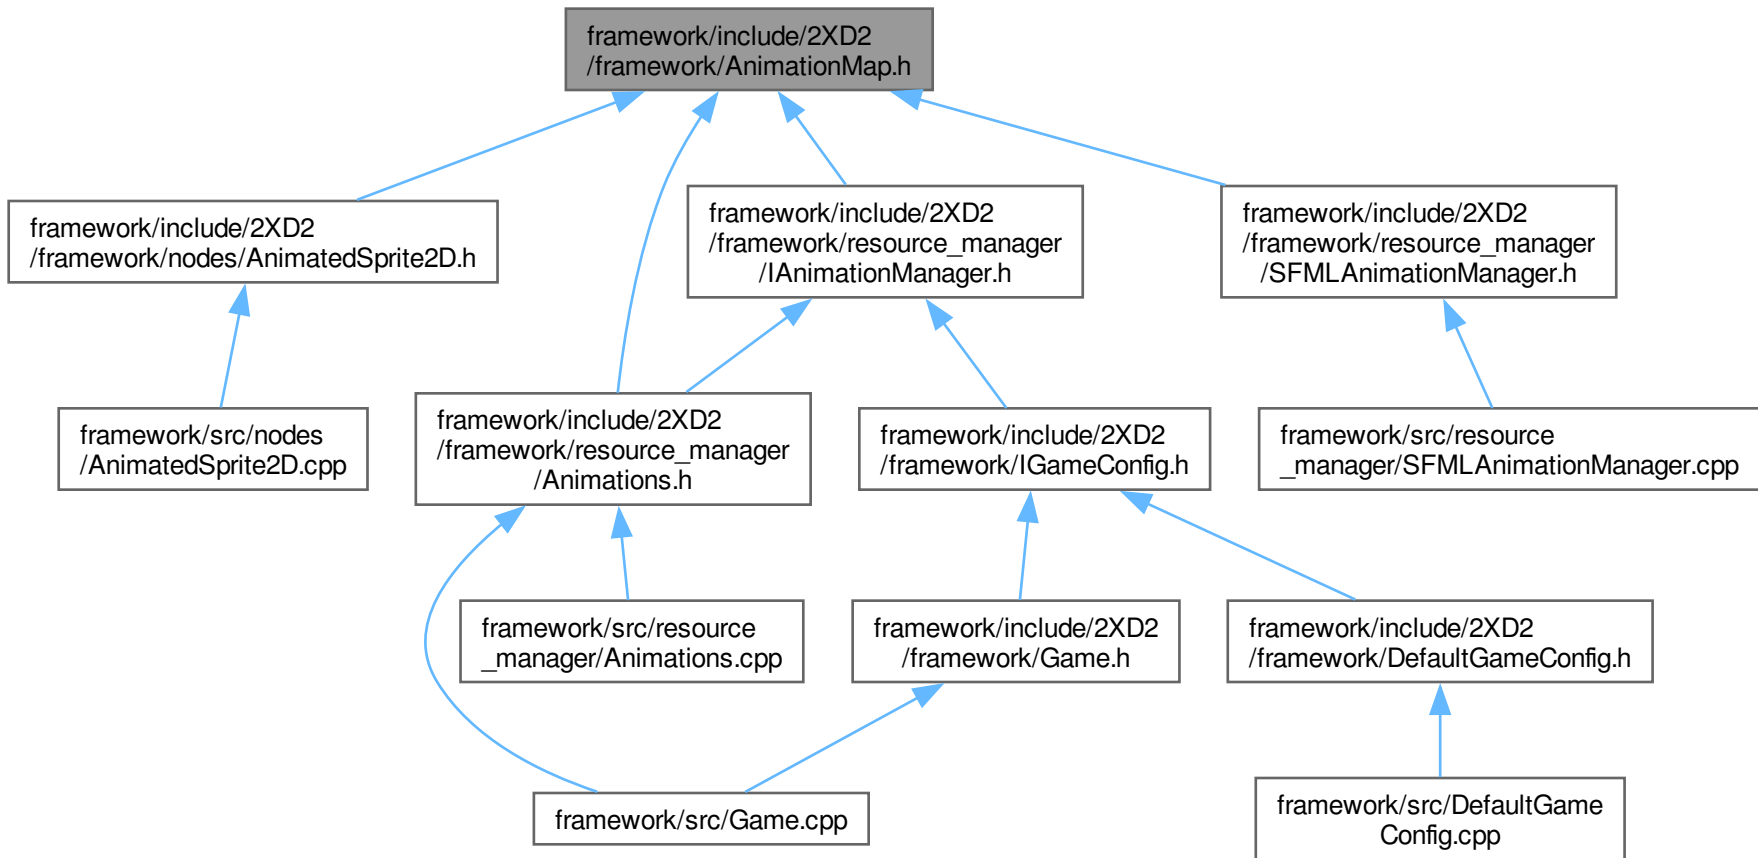 framework/include/2XD2
/framework/AnimationMap.h
framework/include/2XD2
/framework/nodes/AnimatedSprite2D.h
framework/include/2XD2
/framework/resource_manager
/IAnimationManager.h
framework/include/2XD2
/framework/resource_manager
/SFMLAnimationManager.h
framework/src/nodes
/AnimatedSprite2D.cpp
framework/include/2XD2
/framework/resource_manager
/Animations.h
framework/include/2XD2
/framework/IGameConfig.h
framework/src/resource
_manager/SFMLAnimationManager.cpp
framework/src/resource
_manager/Animations.cpp
framework/include/2XD2
/framework/Game.h
framework/include/2XD2
/framework/DefaultGameConfig.h
framework/src/Game.cpp
framework/src/DefaultGame
Config.cpp